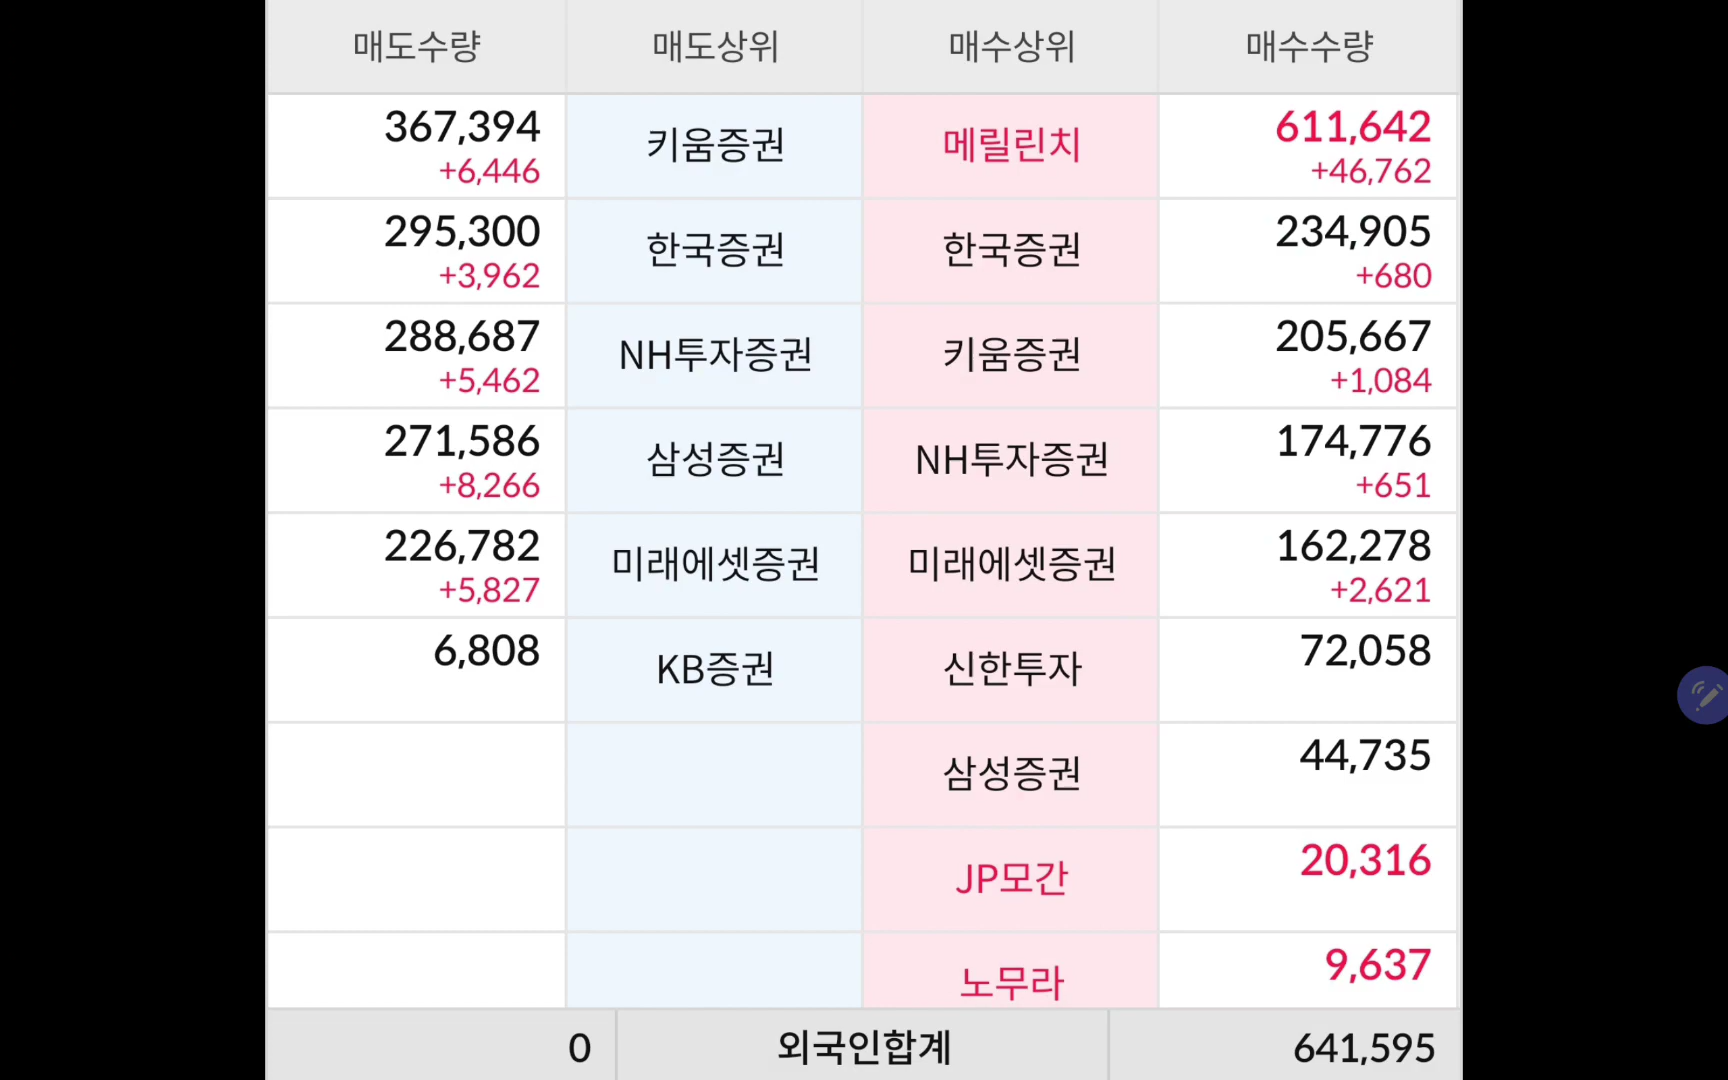 매도수량 매도상위 매수상위 매수수량
367,394 키움증권 메릴린치 611,642
+6,446 +46,762
295,300 한국증권 한국증권 234,905
+3,962 +680
288,687 NH투자증권 키움증권 205,667
+5,462 +1,084
271,586 삼성증권 NH투자증권 174,776
+8,266 +651
226,782 미래에셋증권 미래에셋증권 162,278
+5,827 +2,621
6,808 KB증권 신한투자 72,058
삼성증권 44,735
JP모간 20,316
노무라 9,637
0 외국인합계 641,595